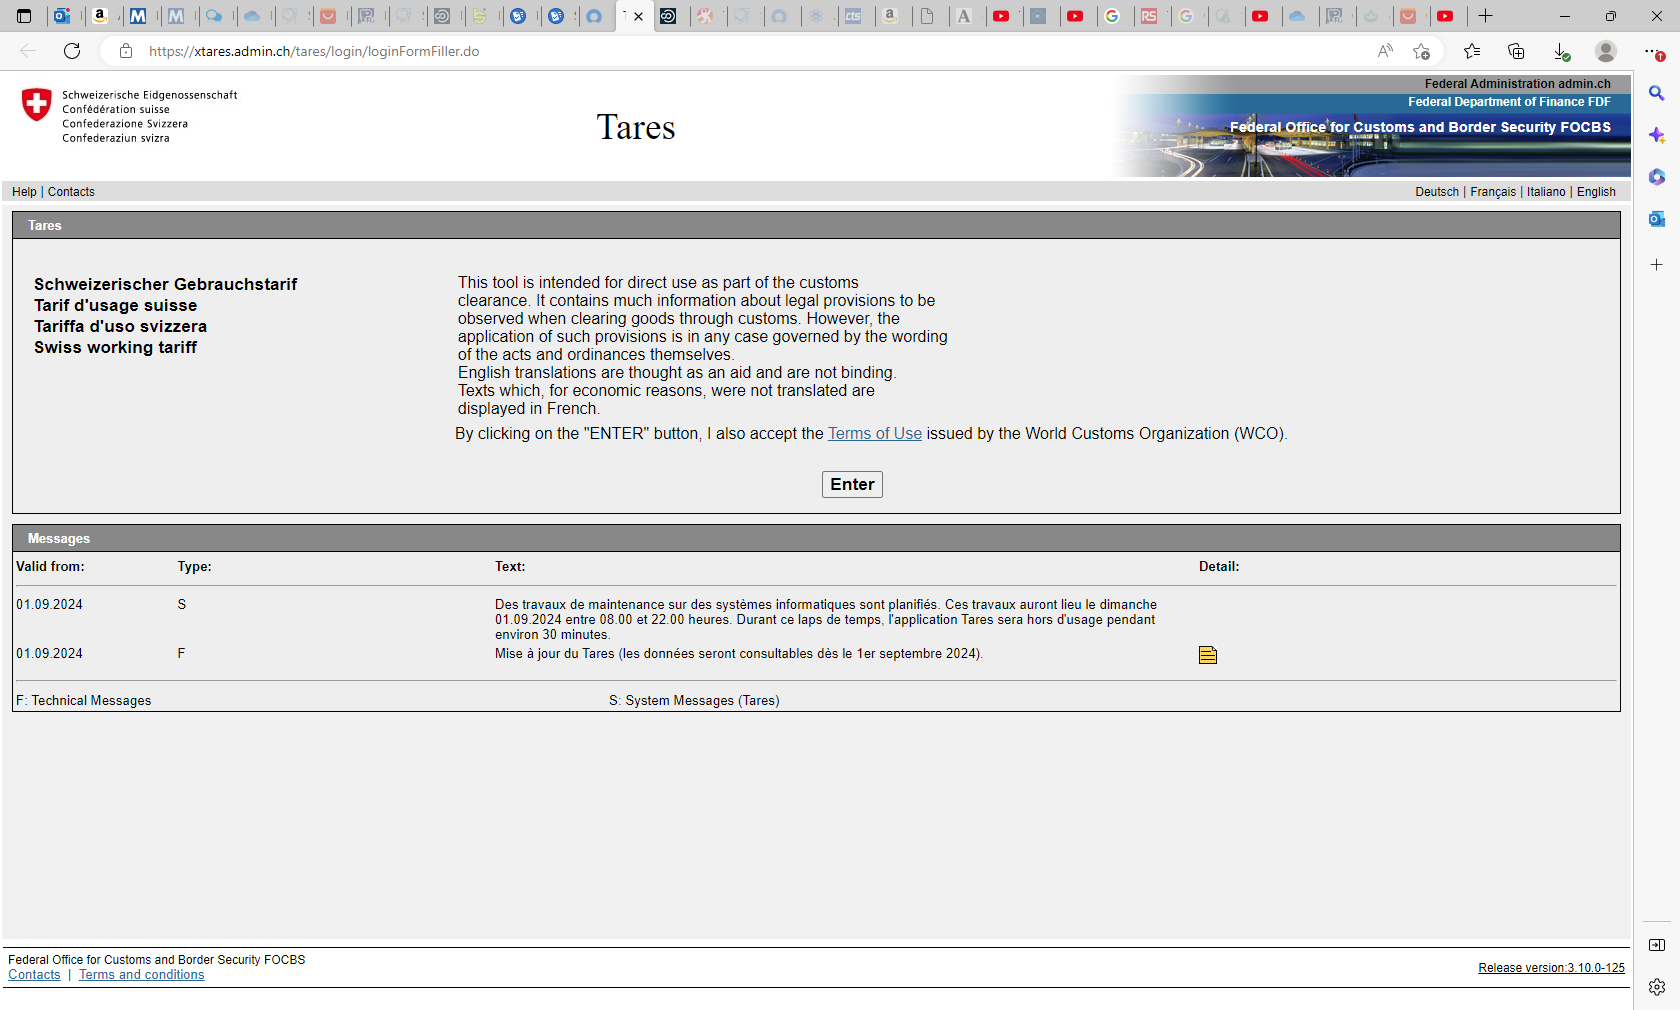 https://xtares.admin.ch/tares/login/loginFormFiller.do
Schweizerische Eidgenossenschaft
Confédération suisse
Confederazione Svizzera
Confederaziun svizra
Tares
Federal Administration admin.ch
Federal Department of Finance FDF
Federal Office for Customs and Border Security FOCBS
Help | Contacts
Deutsch | Français | Italiano | English
Tares
Schweizerischer Gebrauchstarif
Tarif d'usage suisse
Tariffa d'uso svizzera
Swiss working tariff
This tool is intended for direct use as part of the customs
clearance. It contains much information about legal provisions to be
observed when clearing goods through customs. However, the
application of such provisions is in any case governed by the wording
of the acts and ordinances themselves.
English translations are thought as an aid and are not binding.
Texts which, for economic reasons, were not translated are
displayed in French.
By clicking on the "ENTER" button, I also accept the Terms of Use issued by the World Customs Organization (WCO).
Enter
Messages
Valid from: Type: Text: Detail:
01.09.2024 S Des travaux de maintenance sur des systèmes informatiques sont planifiés. Ces travaux auront lieu le dimanche
01.09.2024 entre 08.00 et 22.00 heures. Durant ce laps de temps, l'application Tares sera hors d'usage pendant
environ 30 minutes.
01.09.2024 F Mise à jour du Tares (les données seront consultables dès le 1er septembre 2024).
F: Technical Messages S: System Messages (Tares)
Federal Office for Customs and Border Security FOCBS
Contacts | Terms and conditions
Release version:3.10.0-125